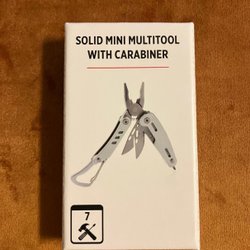 SOLID MINI MULTITOOL
WITH CARABINER
7